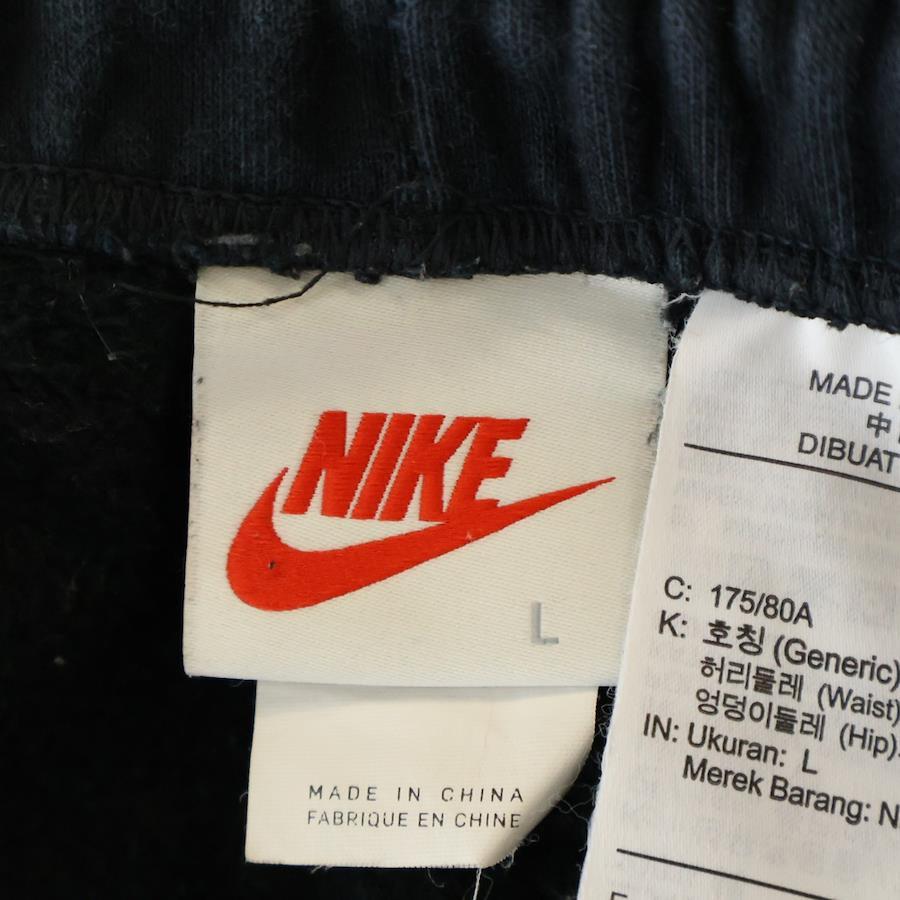 NIKE
L
MADE IN CHINA
FABRIQUE EN CHINE
MADE
中
DIBUAT
C: 175/80A
K: 호칭 (Generic)
허리둘레 (Waist)
엉덩이둘레 (Hip)
IN: Ukuran: L
Merek Barang: N